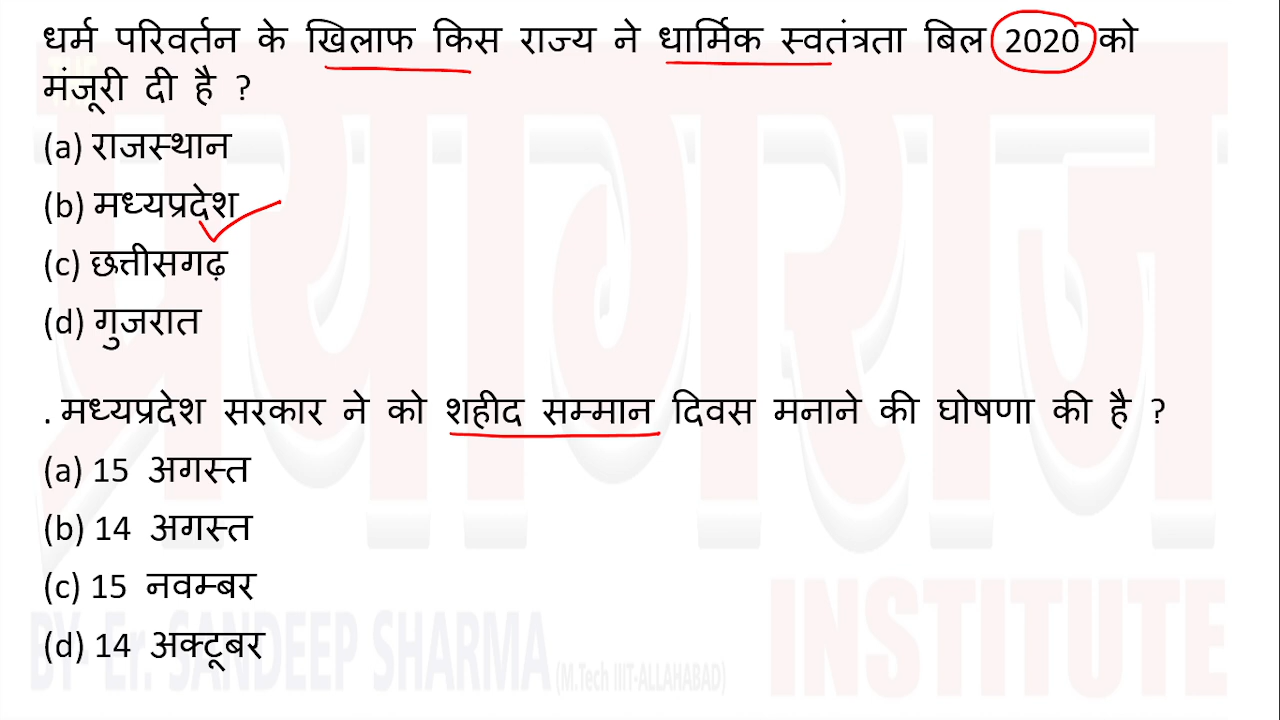 धर्म परिवर्तन के खिलाफ किस राज्य ने धार्मिक स्वतंत्रता बिल 2020 को
मंजूरी दी है ?
(a) राजस्थान
(b) मध्यप्रदेश
(c) छत्तीसगढ़
(d) गुजरात
. मध्यप्रदेश सरकार ने को शहीद सम्मान दिवस मनाने की घोषणा की है ?
(a) 15 अगस्त
(b) 14 अगस्त
(c) 15 नवम्बर
(d) 14 अक्टूबर
प्रयागराज
INSTITUTE
BY Er. SANDEEP SHARMA (M.Tech IIIT-ALLAHABAD)